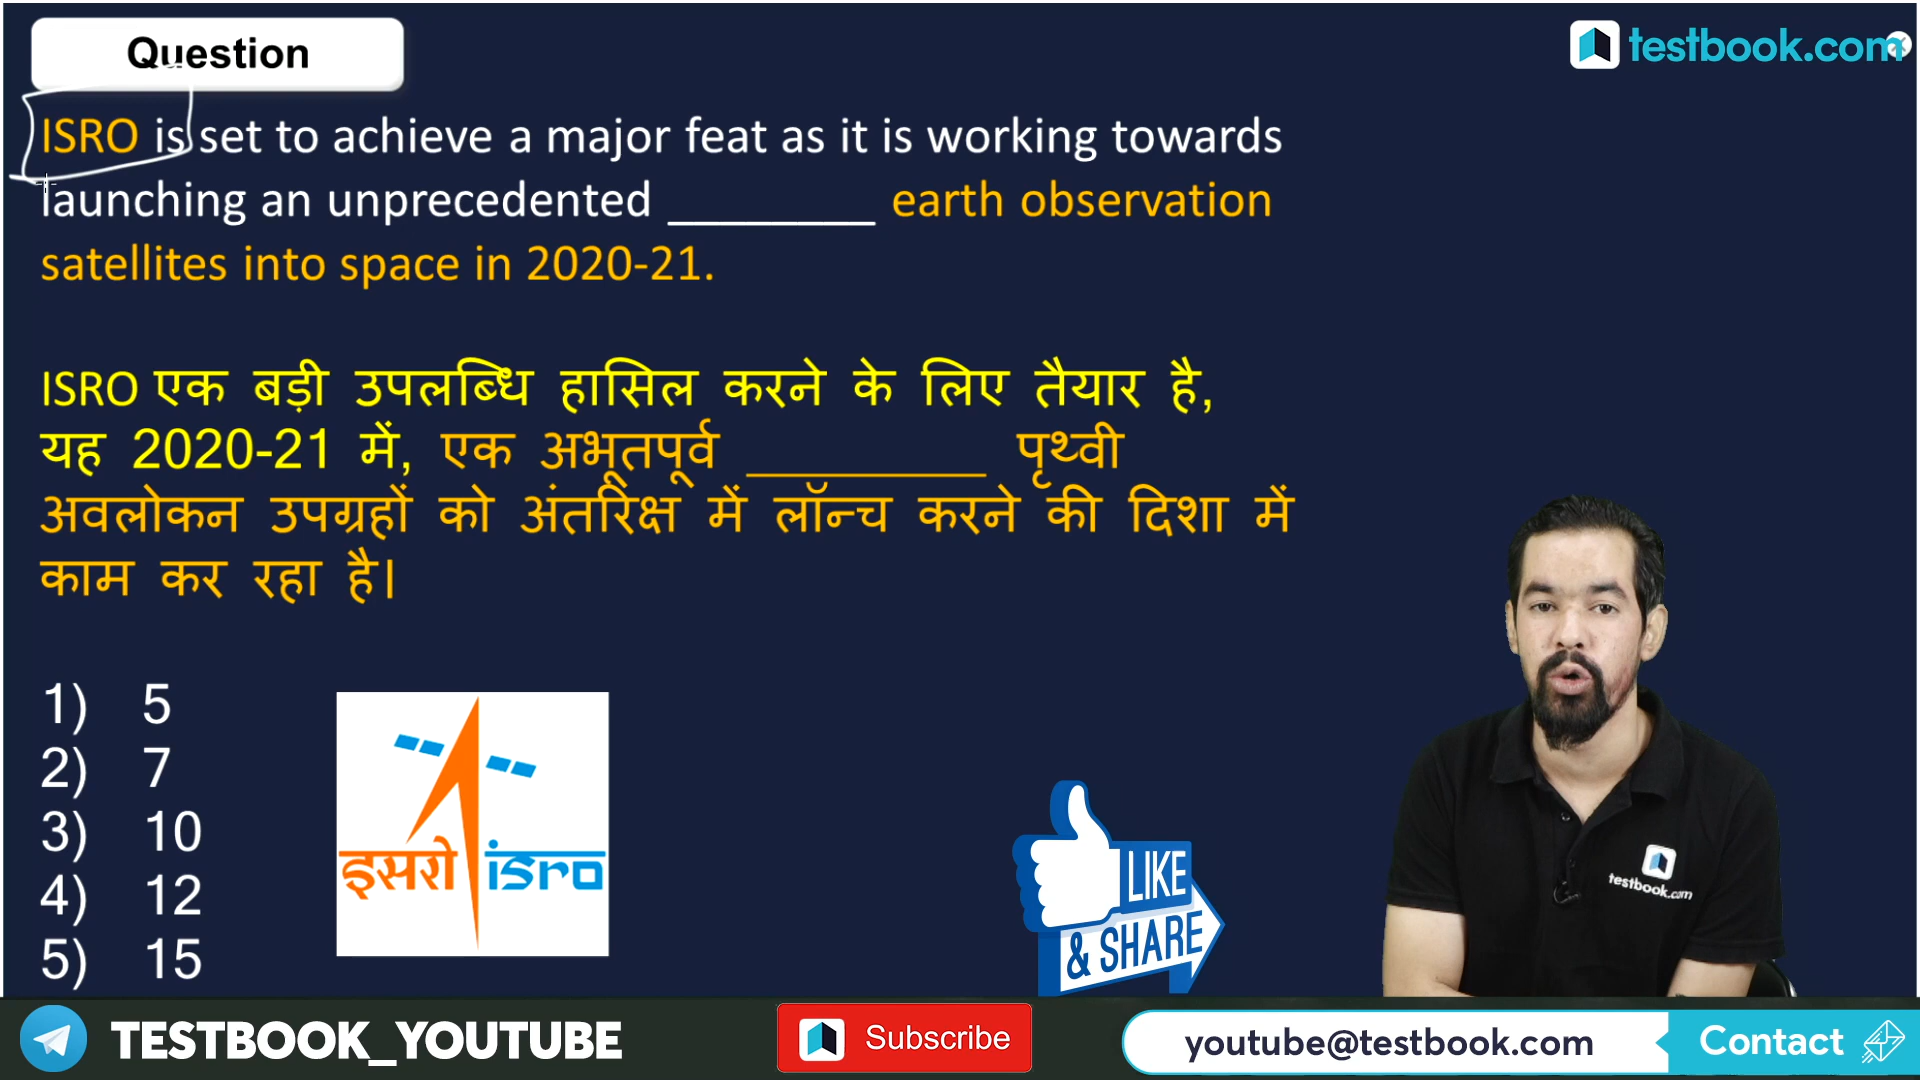 Question
testbook.com
ISRO is set to achieve a major feat as it is working towards
launching an unprecedented ________ earth observation
satellites into space in 2020-21.
ISRO एक बड़ी उपलब्धि हासिल करने के लिए तैयार है,
यह 2020-21 में, एक अभूतपूर्व _________ पृथ्वी
अवलोकन उपग्रहों को अंतरिक्ष में लॉन्च करने की दिशा में
काम कर रहा है।
1) 5
2) 7
3) 10
4) 12
5) 15
इसरो isro
LIKE
& SHARE
testbook.com
TESTBOOK_YOUTUBE
Subscribe
youtube@testbook.com
Contact